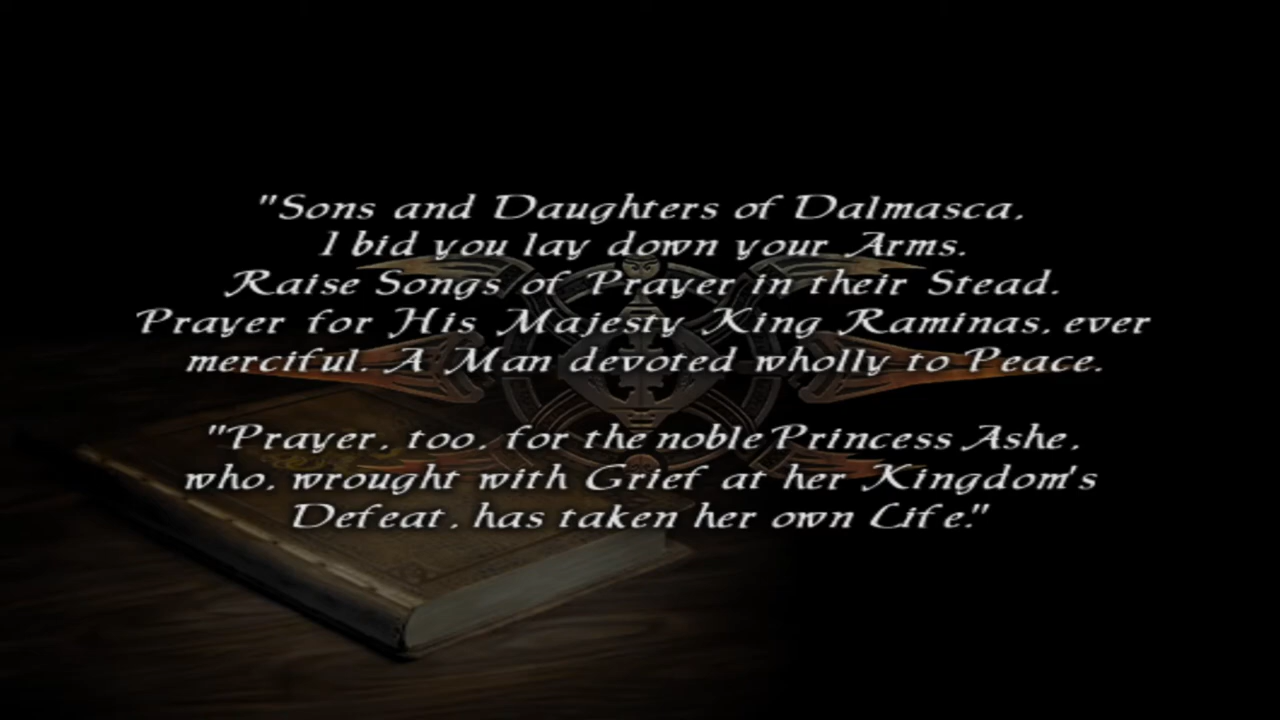 "Sons and Daughters of Dalmasca,
I bid you lay down your Arms.
Raise Songs of Prayer in their Stead.
Prayer for His Majesty King Raminas, ever
merciful. A Man devoted wholly to Peace.
"Prayer, too, for the noble Princess Ashe,
who, wrought with Grief at her Kingdom's
Defeat, has taken her own Life."